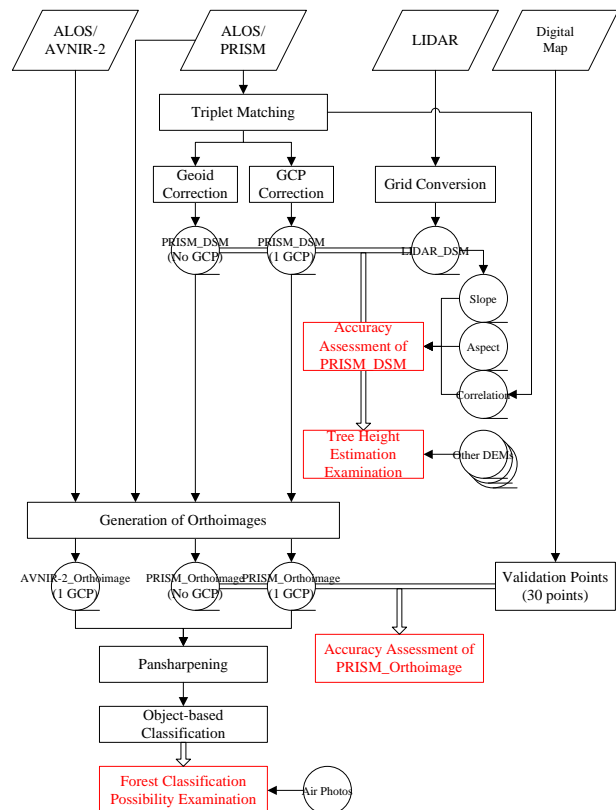 ALOS/
AVNIR-2
ALOS/
PRISM
LIDAR
Digital
Map
Triplet Matching
Geoid
Correction
GCP
Correction
Grid Conversion
PRISM_DSM
(No GCP)
PRISM_DSM
(1 GCP)
LIDAR_DSM
Slope
Accuracy
Assessment of
PRISM_DSM
Aspect
Correlation
Tree Height
Estimation
Examination
Other DEMs
Generation of Orthoimages
AVNIR-2_Orthoimage
(1 GCP)
PRISM_Orthoimage
(No GCP)
PRISM_Orthoimage
(1 GCP)
Validation Points
(30 points)
Accuracy Assessment of
PRISM_Orthoimage
Pansharpening
Object-based
Classification
Forest Classification
Possibility Examination
Air Photos